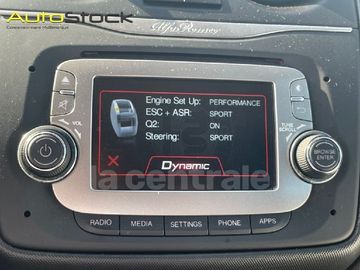 AutoStock
Alfa Romeo
Engine Set Up: PERFORMANCE
ESC + ASR: SPORT
Q2: ON
Steering: SPORT
DYNAMIC
VOL
TUNE
SCROLL
BROWSE
ENTER
la centrale
RADIO MEDIA SETTINGS PHONE APPS